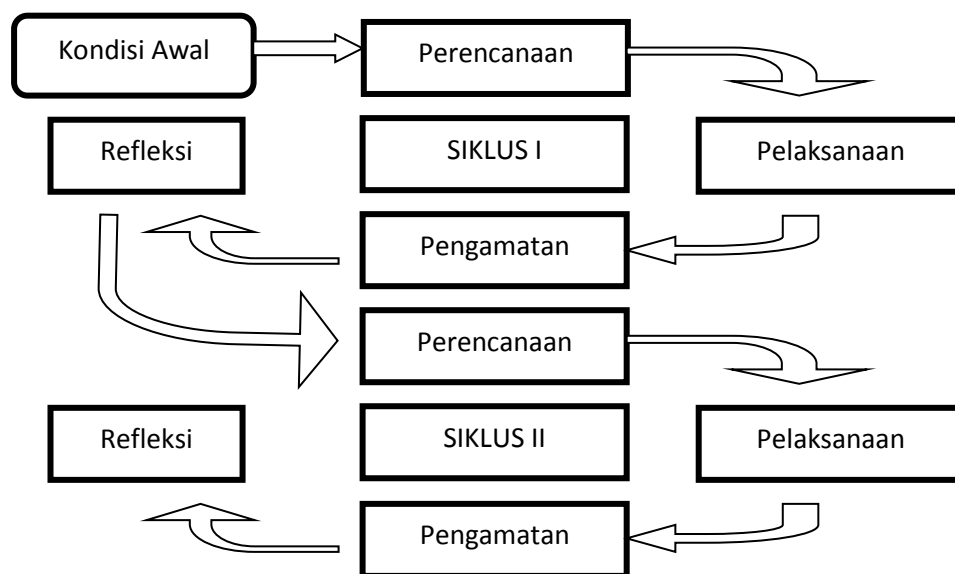 Kondisi Awal
Perencanaan
Refleksi
SIKLUS I
Pelaksanaan
Pengamatan
Perencanaan
Refleksi
SIKLUS II
Pelaksanaan
Pengamatan